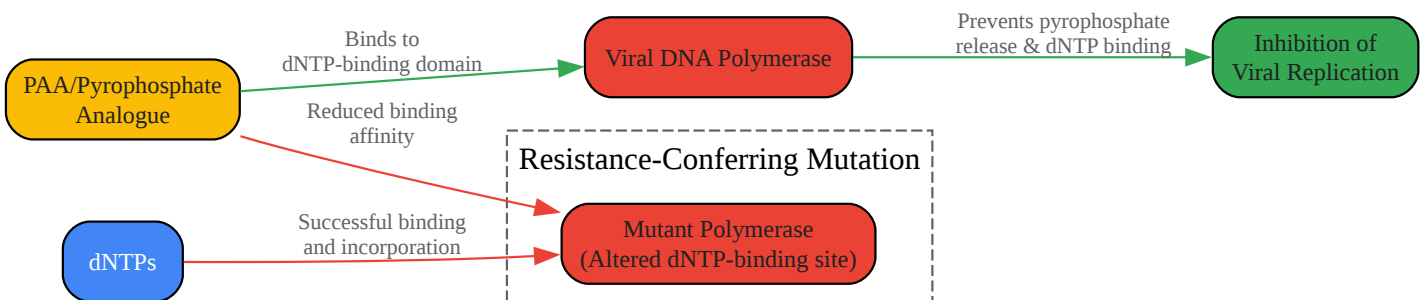 Binds to
dNTP-binding domain
Prevents pyrophosphate
release & dNTP binding
PAA/Pyrophosphate
Analogue
Viral DNA Polymerase
Inhibition of
Viral Replication
Reduced binding
affinity
Resistance-Conferring Mutation
Successful binding
and incorporation
dNTPs
Mutant Polymerase
(Altered dNTP-binding site)